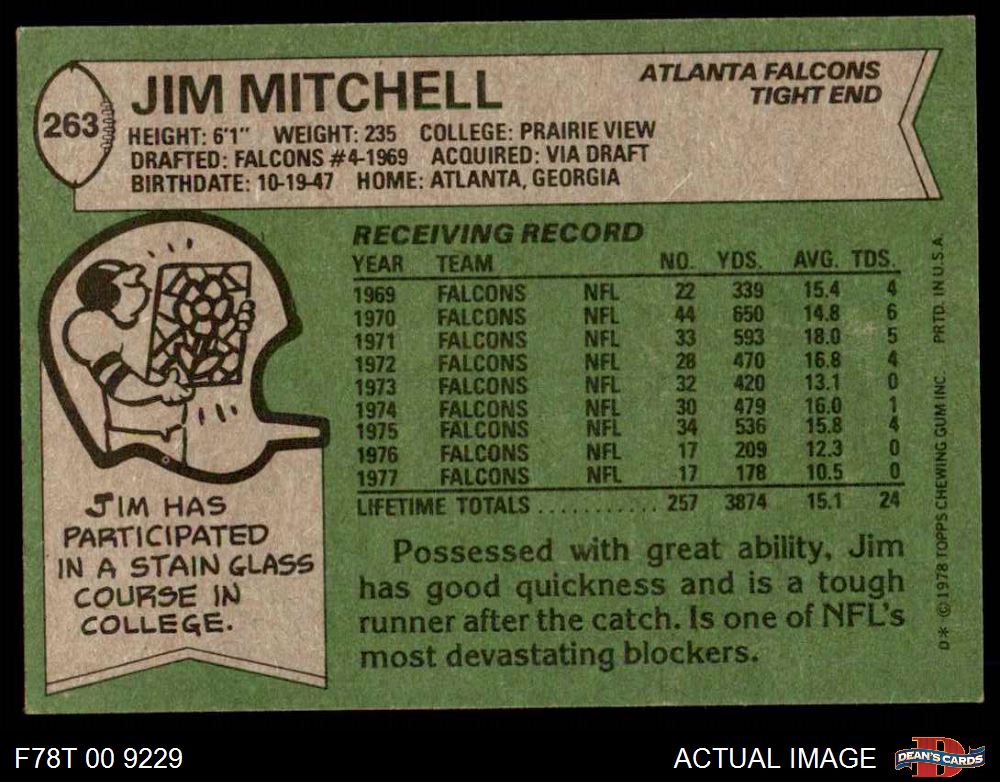 263
JIM MITCHELL
ATLANTA FALCONS
TIGHT END
HEIGHT: 6'1" WEIGHT: 235 COLLEGE: PRAIRIE VIEW
DRAFTED: FALCONS #4-1969 ACQUIRED: VIA DRAFT
BIRTHDATE: 10-19-47 HOME: ATLANTA, GEORGIA
RECEIVING RECORD
YEAR TEAM NO. YDS. AVG. TDS.
1969 FALCONS NFL 22 339 15.4 4
1970 FALCONS NFL 44 650 14.8 6
1971 FALCONS NFL 33 593 18.0 5
1972 FALCONS NFL 28 470 16.8 4
1973 FALCONS NFL 32 420 13.1 0
1974 FALCONS NFL 30 479 16.0 1
1975 FALCONS NFL 34 536 15.8 4
1976 FALCONS NFL 17 209 12.3 0
1977 FALCONS NFL 17 178 10.5 0
LIFETIME TOTALS ........... 257 3874 15.1 24
JIM HAS
PARTICIPATED
IN A STAIN GLASS
COURSE IN
COLLEGE.
Possessed with great ability, Jim
has good quickness and is a tough
runner after the catch. Is one of NFL's
most devastating blockers.
D* © 1978 TOPPS CHEWING GUM INC. PRTD. IN U.S.A.
F78T 00 9229
ACTUAL IMAGE
D
DEAN'S CARDS